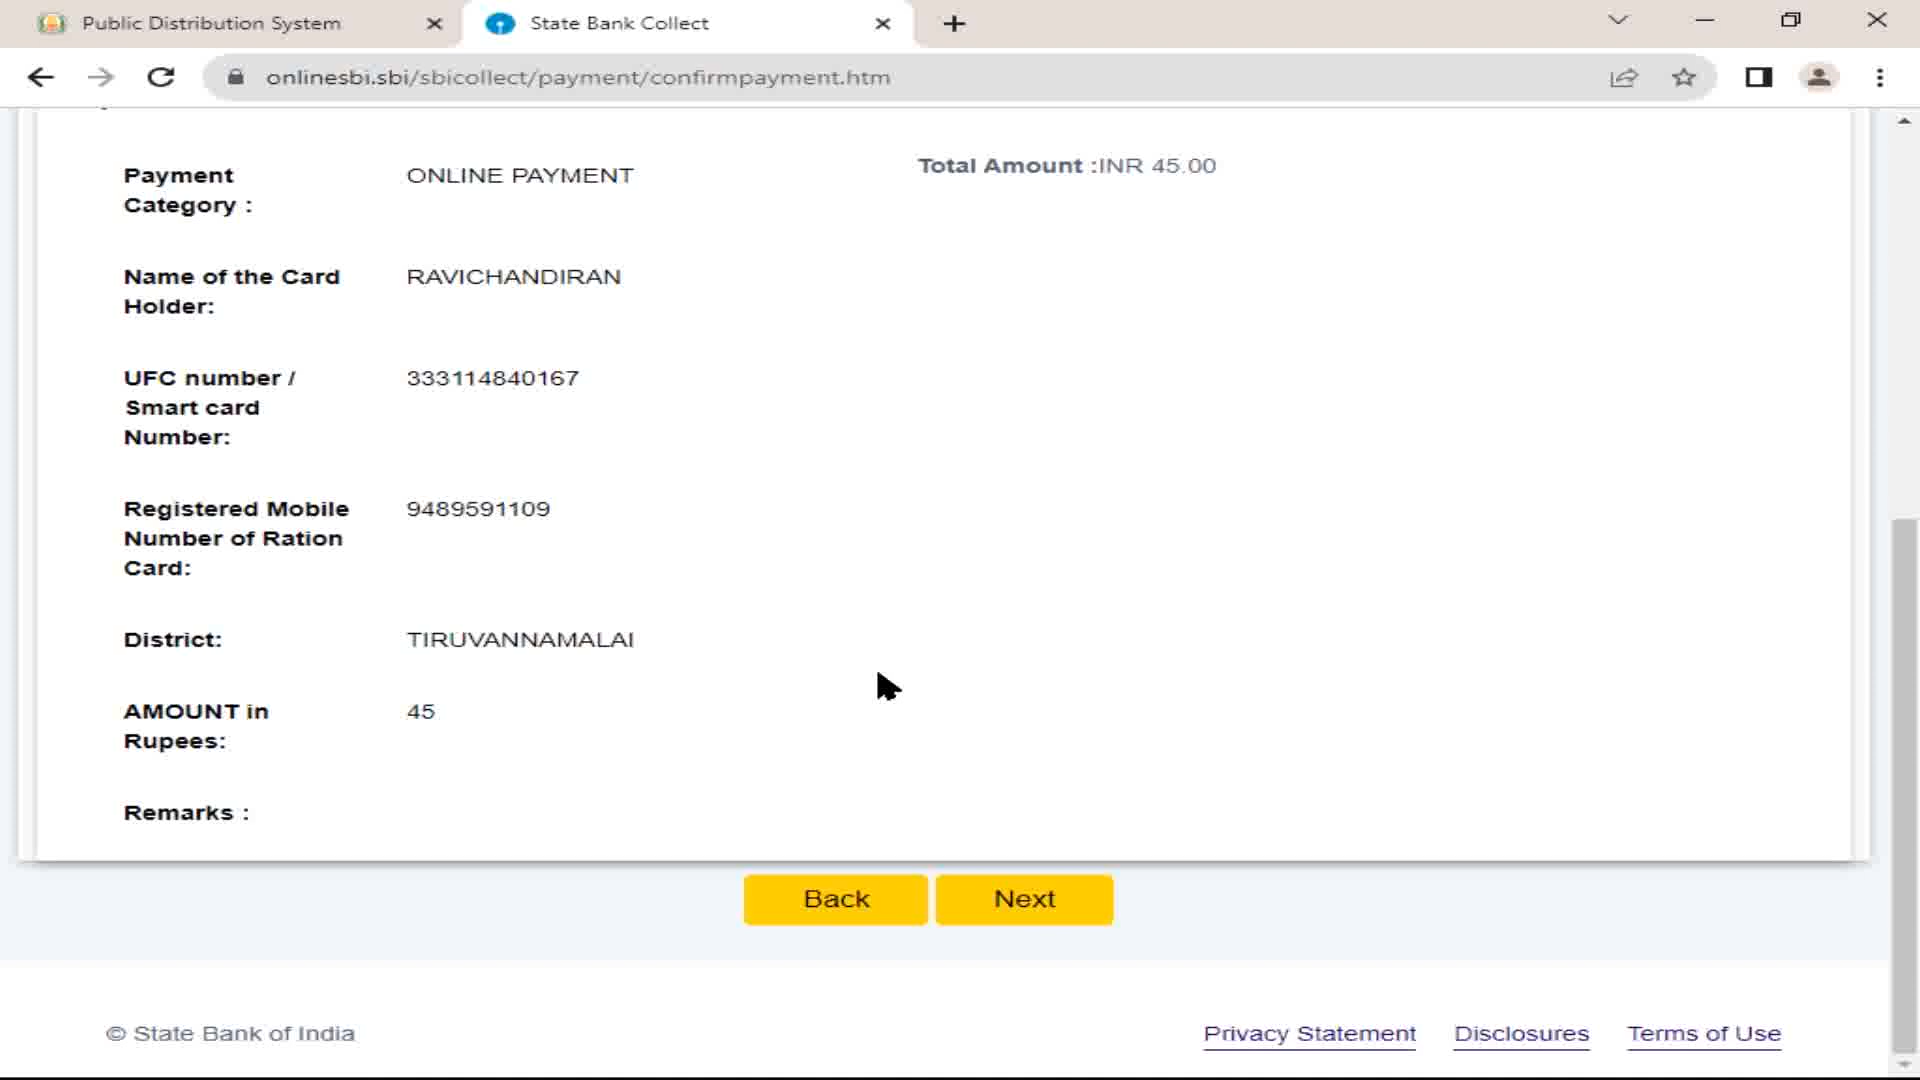 Public Distribution System
State Bank Collect
onlinesbi.sbi/sbicollect/payment/confirmpayment.htm
Payment Category :
ONLINE PAYMENT
Total Amount :INR 45.00
Name of the Card Holder:
RAVICHANDIRAN
UFC number / Smart card Number:
333114840167
Registered Mobile Number of Ration Card:
9489591109
District:
TIRUVANNAMALAI
AMOUNT in Rupees:
45
Remarks :
Back
Next
© State Bank of India
Privacy Statement
Disclosures
Terms of Use